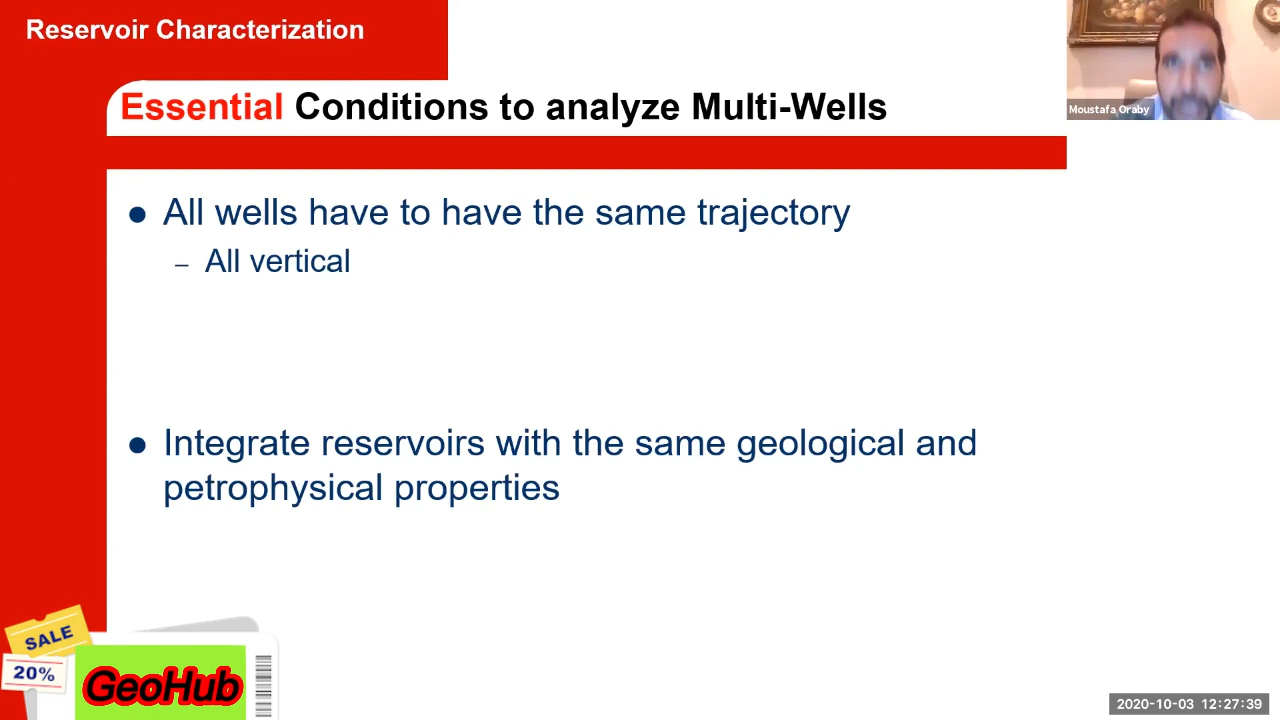 Reservoir Characterization
Essential Conditions to analyze Multi-Wells
Moustafa Oraby
● All wells have to have the same trajectory
– All vertical
● Integrate reservoirs with the same geological and
petrophysical properties
SALE
20%
GeoHub
2020-10-03 12:27:39